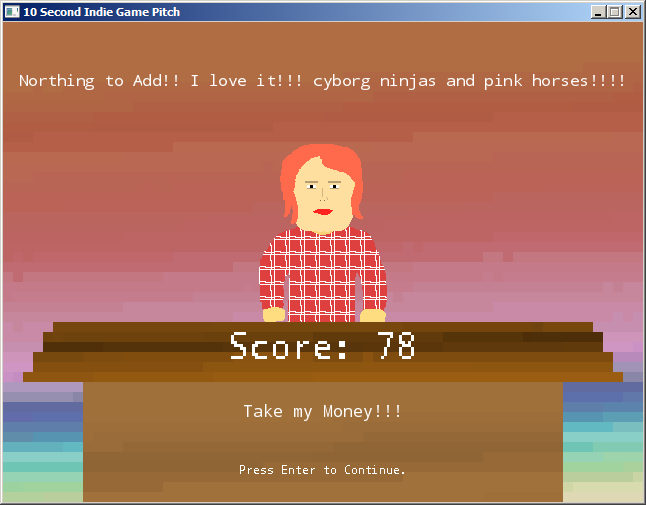 10 Second Indie Game Pitch
Northing to Add!! I love it!!! cyborg ninjas and pink horses!!!!
Score: 78
Take my Money!!!
Press Enter to Continue.